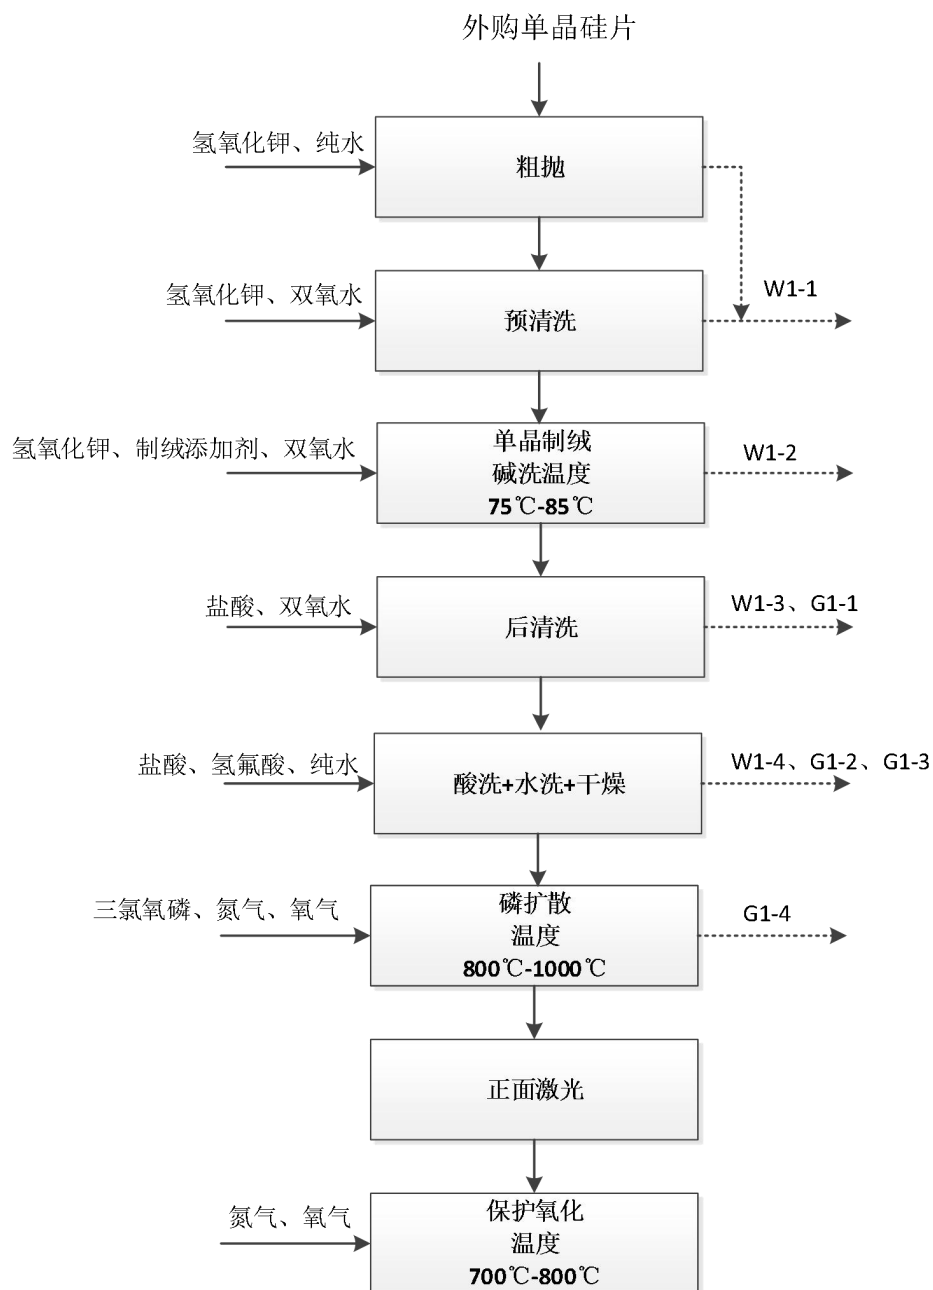 外购单晶硅片
氢氧化钾、纯水
粗抛
氢氧化钾、双氧水
预清洗
W1-1
氢氧化钾、制绒添加剂、双氧水
单晶制绒
碱洗温度
75℃-85℃
W1-2
盐酸、双氧水
后清洗
W1-3、G1-1
盐酸、氢氟酸、纯水
酸洗+水洗+干燥
W1-4、G1-2、G1-3
三氯氧磷、氮气、氧气
磷扩散
温度
800℃-1000℃
G1-4
正面激光
氮气、氧气
保护氧化
温度
700℃-800℃